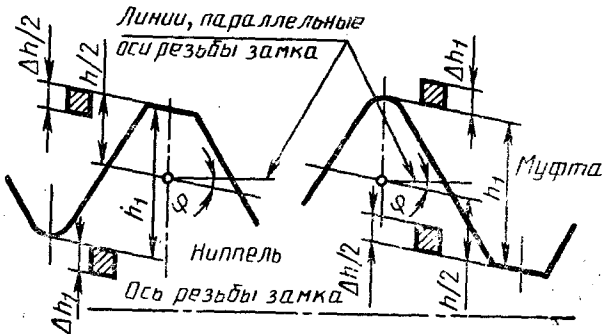 Линии, параллельные
оси резьбы замка
Δh/2
h/2
Δh₁
h₁
φ
h₁
Муфта
φ
Ниппель
Δh₁
Δh/2
h/2
Ось резьбы замка